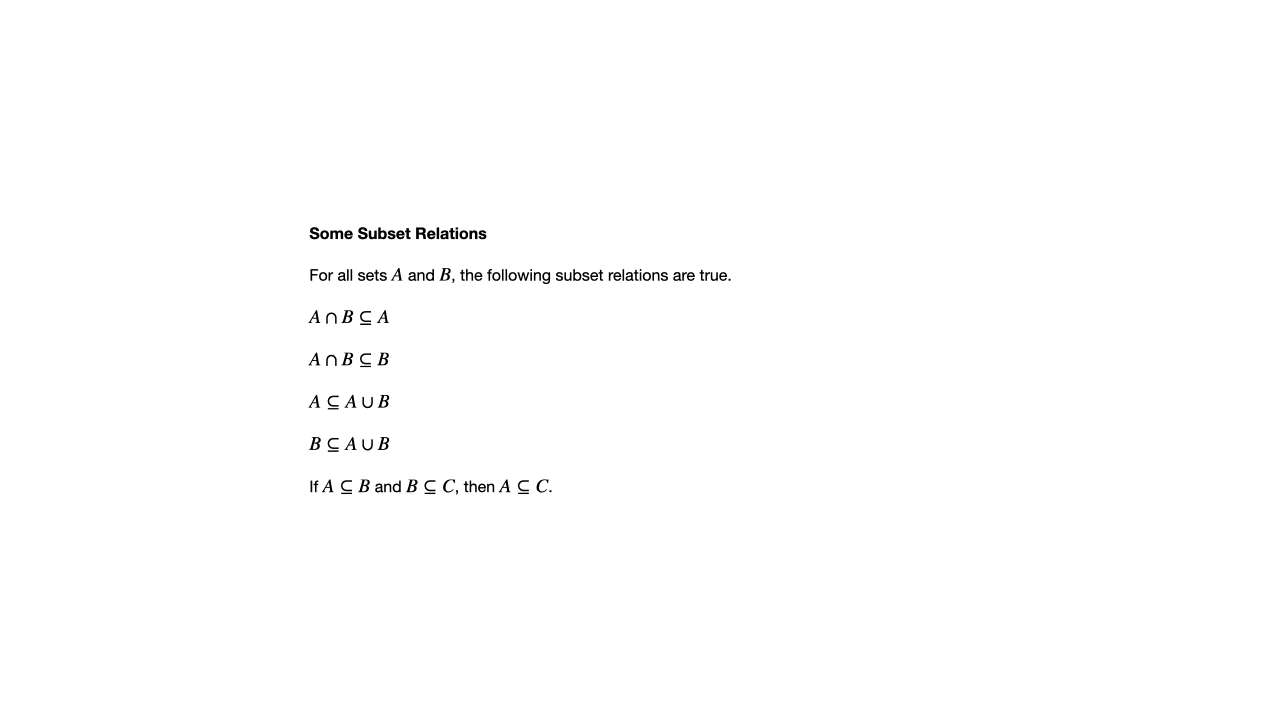 Some Subset Relations
For all sets A and B, the following subset relations are true.
A ∩ B ⊆ A
A ∩ B ⊆ B
A ⊆ A ∪ B
B ⊆ A ∪ B
If A ⊆ B and B ⊆ C, then A ⊆ C.